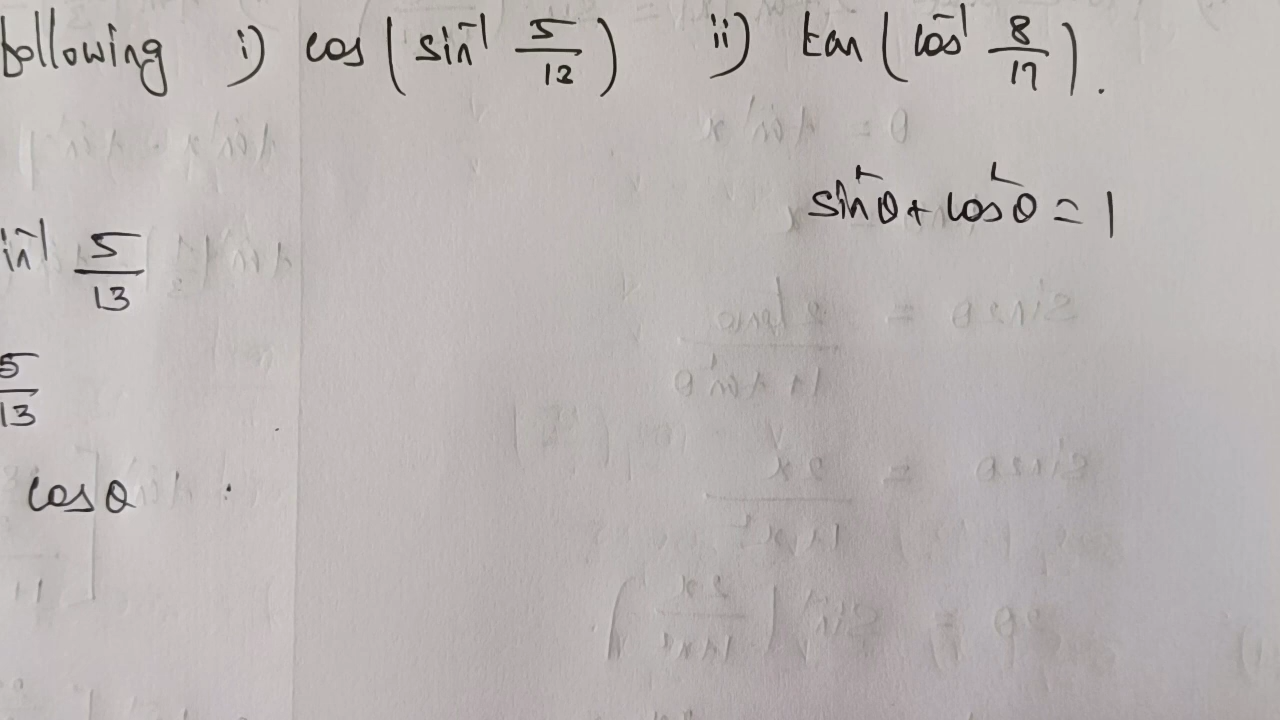 following i) cos (sin⁻¹ 5/13) ii) tan (cos⁻¹ 8/17).
sin²θ + cos²θ = 1
in⁻¹ 5/13
5/13
cosθ